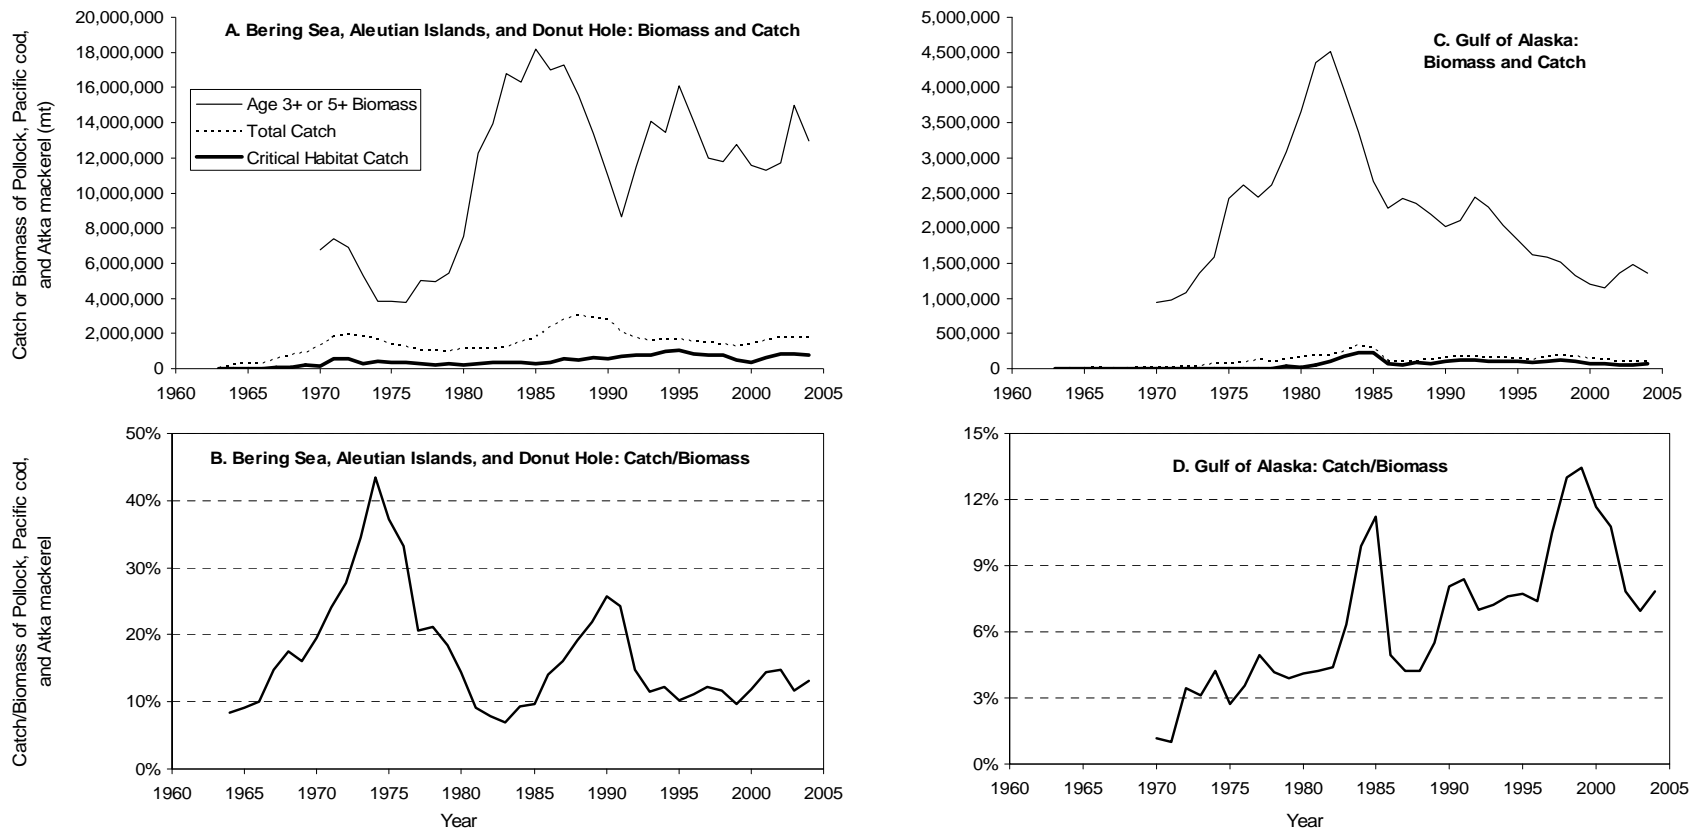 Catch or Biomass of Pollock, Pacific cod,
and Atka mackerel (mt)
A. Bering Sea, Aleutian Islands, and Donut Hole: Biomass and Catch
20,000,000
18,000,000
16,000,000
14,000,000
12,000,000
10,000,000
8,000,000
6,000,000
4,000,000
2,000,000
0
Age 3+ or 5+ Biomass
Total Catch
Critical Habitat Catch
1960 1965 1970 1975 1980 1985 1990 1995 2000 2005
C. Gulf of Alaska:
Biomass and Catch
5,000,000
4,500,000
4,000,000
3,500,000
3,000,000
2,500,000
2,000,000
1,500,000
1,000,000
500,000
0
1960 1965 1970 1975 1980 1985 1990 1995 2000 2005
Catch/Biomass of Pollock, Pacific cod,
and Atka mackerel
B. Bering Sea, Aleutian Islands, and Donut Hole: Catch/Biomass
50%
40%
30%
20%
10%
0%
1960 1965 1970 1975 1980 1985 1990 1995 2000 2005
Year
D. Gulf of Alaska: Catch/Biomass
15%
12%
9%
6%
3%
0%
1960 1965 1970 1975 1980 1985 1990 1995 2000 2005
Year